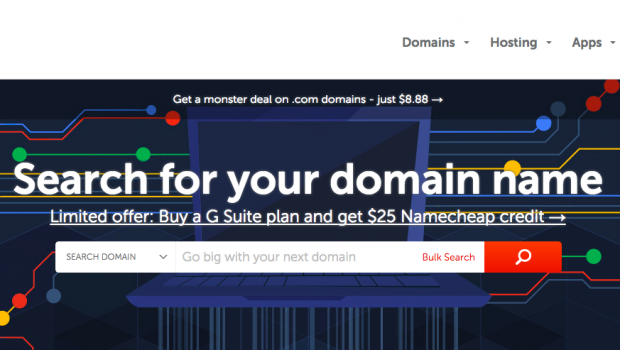 Domains Hosting Apps
Get a monster deal on .com domains - just $8.88 →
Search for your domain name
Limited offer: Buy a G Suite plan and get $25 Namecheap credit →
SEARCH DOMAIN Go big with your next domain Bulk Search